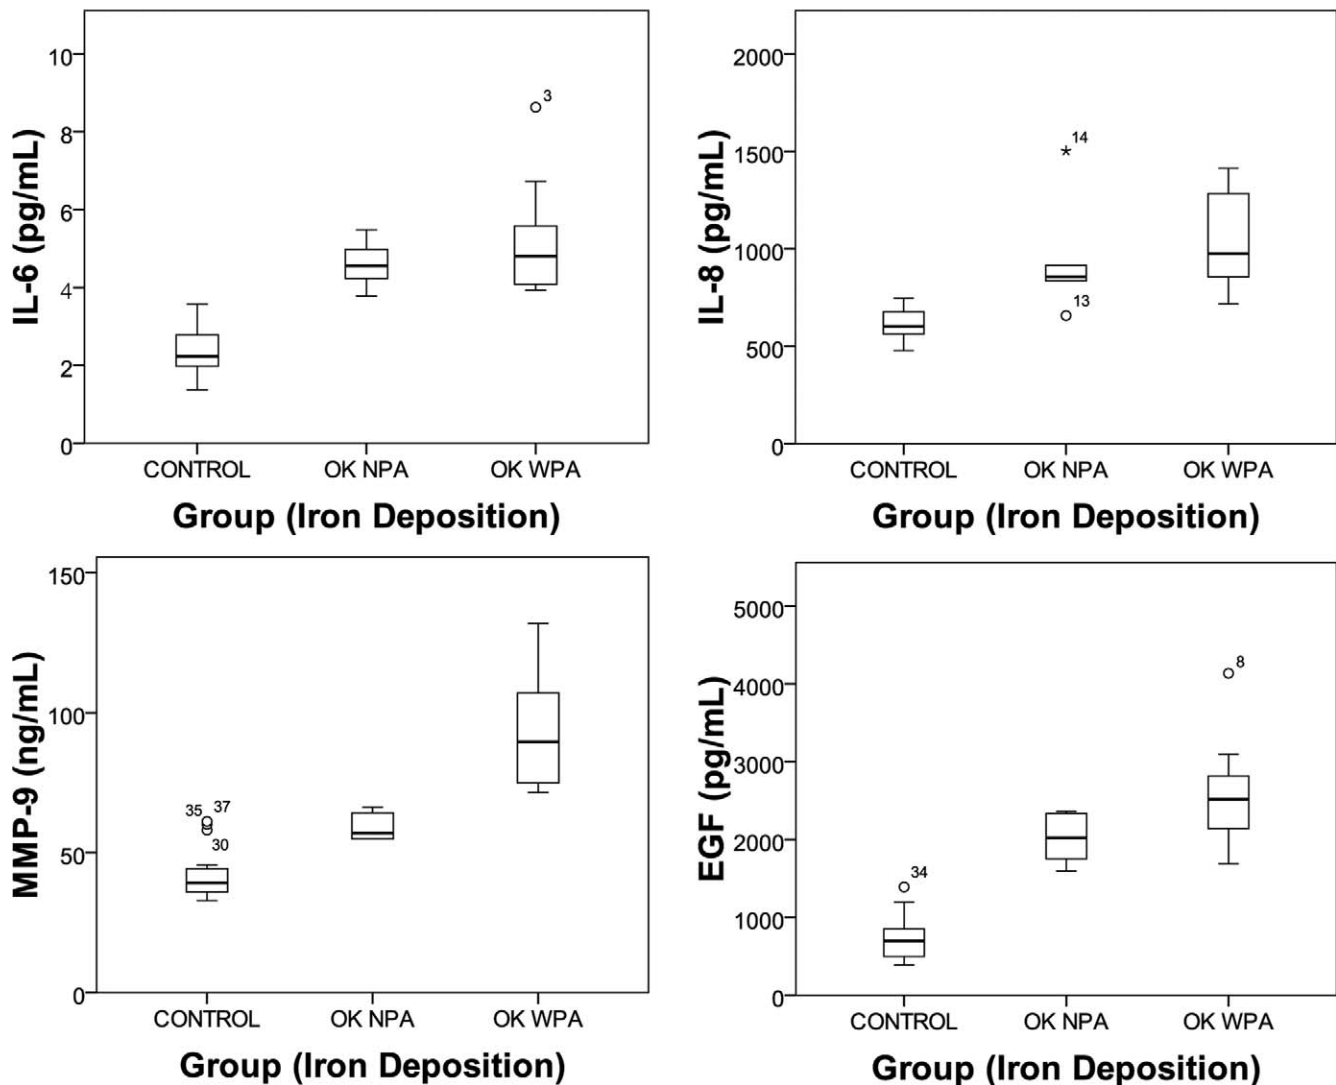 IL-6 (pg/mL)
10
8
6
4
2
0
3
CONTROL OK NPA OK WPA
Group (Iron Deposition)
IL-8 (pg/mL)
2000
1500
1000
500
0
14
13
CONTROL OK NPA OK WPA
Group (Iron Deposition)
MMP-9 (ng/mL)
150
100
50
0
35 37
30
CONTROL OK NPA OK WPA
Group (Iron Deposition)
EGF (pg/mL)
5000
4000
3000
2000
1000
0
8
34
CONTROL OK NPA OK WPA
Group (Iron Deposition)